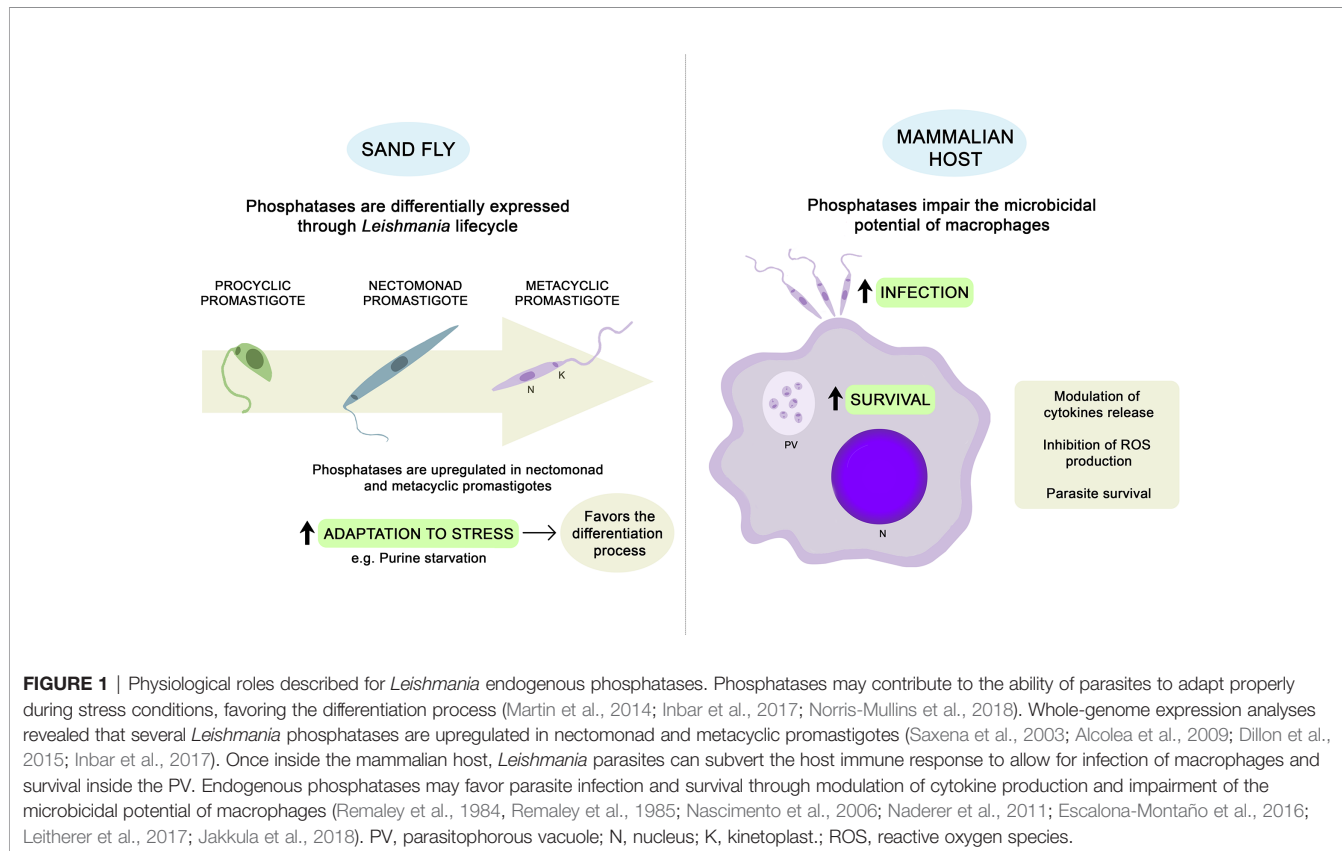 SAND FLY
Phosphatases are differentially expressed
through Leishmania lifecycle
PROCYCLIC
PROMASTIGOTE
NECTOMONAD
PROMASTIGOTE
METACYCLIC
PROMASTIGOTE
N
K
Phosphatases are upregulated in nectomonad
and metacyclic promastigotes
ADAPTATION TO STRESS
e.g. Purine starvation
Favors the
differentiation
process
MAMMALIAN
HOST
Phosphatases impair the microbicidal
potential of macrophages
INFECTION
SURVIVAL
PV
N
Modulation of
cytokines release
Inhibition of ROS
production
Parasite survival
FIGURE 1 | Physiological roles described for Leishmania endogenous phosphatases. Phosphatases may contribute to the ability of parasites to adapt properly
during stress conditions, favoring the differentiation process (Martin et al., 2014; Inbar et al., 2017; Norris-Mullins et al., 2018). Whole-genome expression analyses
revealed that several Leishmania phosphatases are upregulated in nectomonad and metacyclic promastigotes (Saxena et al., 2003; Alcolea et al., 2009; Dillon et al.,
2015; Inbar et al., 2017). Once inside the mammalian host, Leishmania parasites can subvert the host immune response to allow for infection of macrophages and
survival inside the PV. Endogenous phosphatases may favor parasite infection and survival through modulation of cytokine production and impairment of the
microbicidal potential of macrophages (Remaley et al., 1984, Remaley et al., 1985; Nascimento et al., 2006; Naderer et al., 2011; Escalona-Montaño et al., 2016;
Leitherer et al., 2017; Jakkula et al., 2018). PV, parasitophorous vacuole; N, nucleus; K, kinetoplast.; ROS, reactive oxygen species.